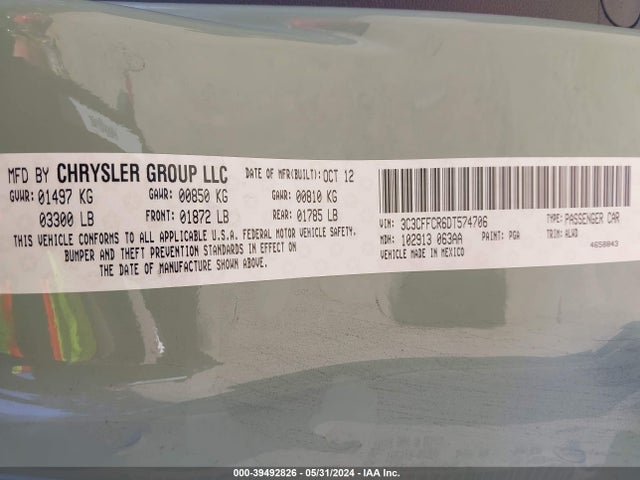 MFD BY CHRYSLER GROUP LLC DATE OF MFR(BUILT): OCT 12
GVWR: 01497 KG GAWR: 00850 KG GAWR: 00810 KG
03300 LB FRONT: 01872 LB REAR: 01785 LB
THIS VEHICLE CONFORMS TO ALL APPLICABLE U.S.A. FEDERAL MOTOR VEHICLE SAFETY.
BUMPER AND THEFT PREVENTION STANDARDS IN EFFECT ON
THE DATE OF MANUFACTURE SHOWN ABOVE.
VIN: 3C3CFFCR6DT574706 TYPE: PASSENGER CAR
MDH: 102913 063AA PAINT: PGA TRIM: ALWD
VEHICLE MADE IN MEXICO 4658843
000-39492826 - 05/31/2024 - IAA Inc.